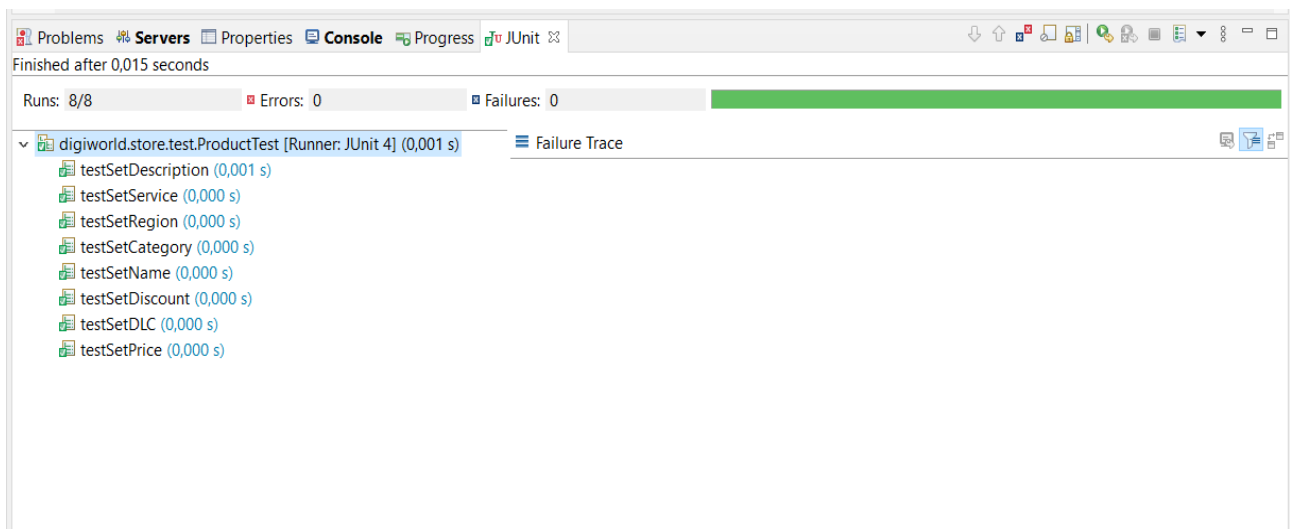 Problems Servers Properties Console Progress JUnit
Finished after 0,015 seconds
Runs: 8/8 Errors: 0 Failures: 0
digiworld.store.test.ProductTest [Runner: JUnit 4] (0,001 s)
Failure Trace
testSetDescription (0,001 s)
testSetService (0,000 s)
testSetRegion (0,000 s)
testSetCategory (0,000 s)
testSetName (0,000 s)
testSetDiscount (0,000 s)
testSetDLC (0,000 s)
testSetPrice (0,000 s)